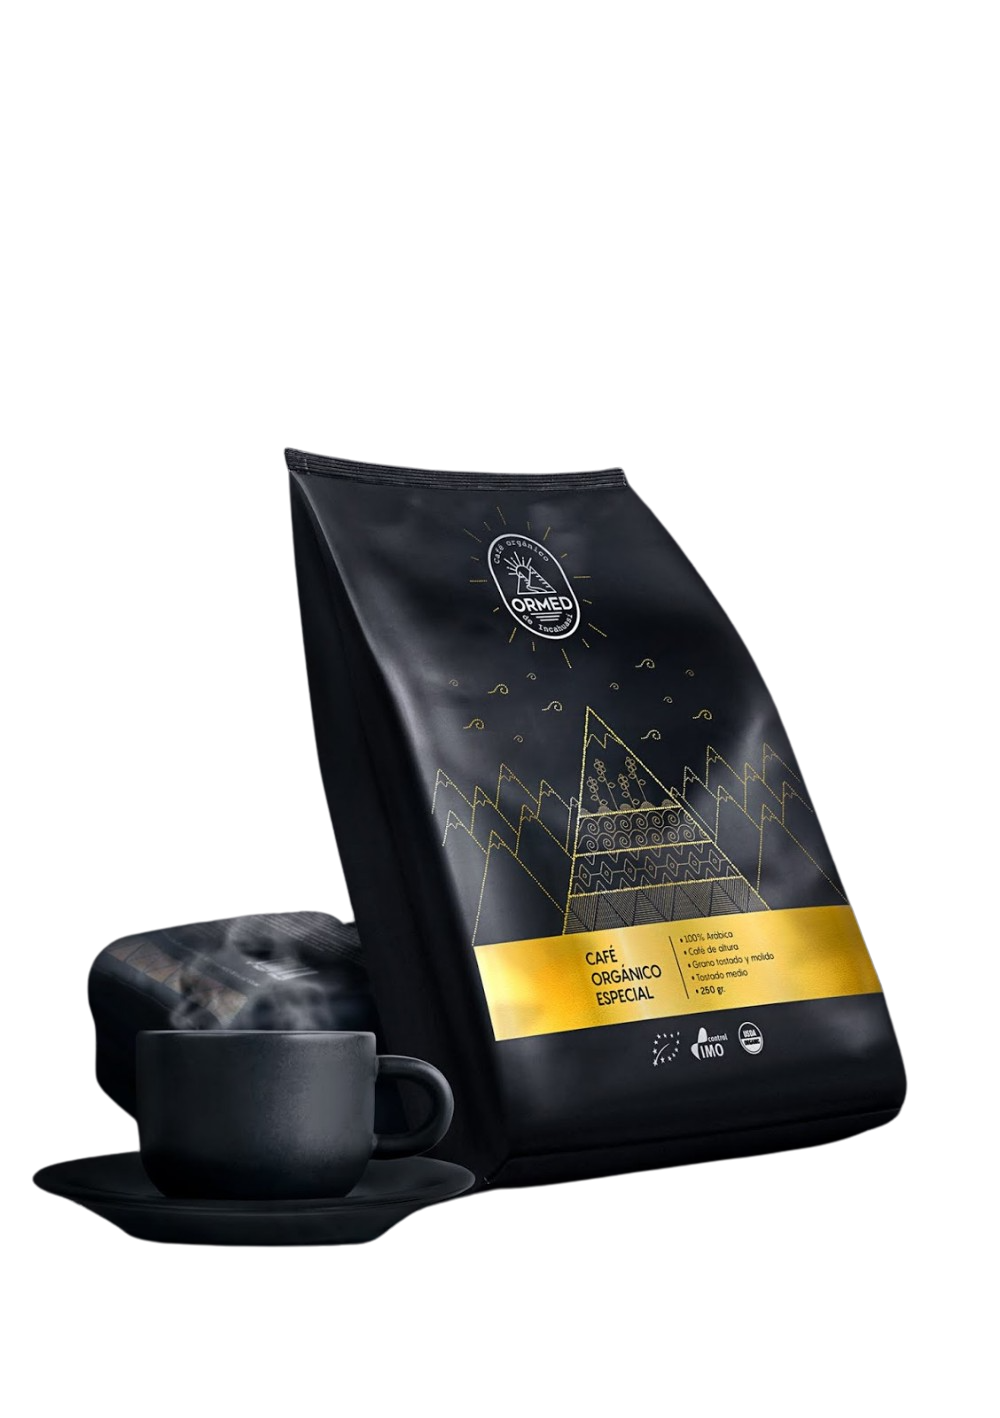 café orgánico
ORMED
de Incahuasi
CAFÉ
ORGÁNICO
ESPECIAL
•100% Arábica
•Café de altura
•Grano tostado y molido
•Tostado medio
•250 gr.
control
IMO
USDA
ORGANIC